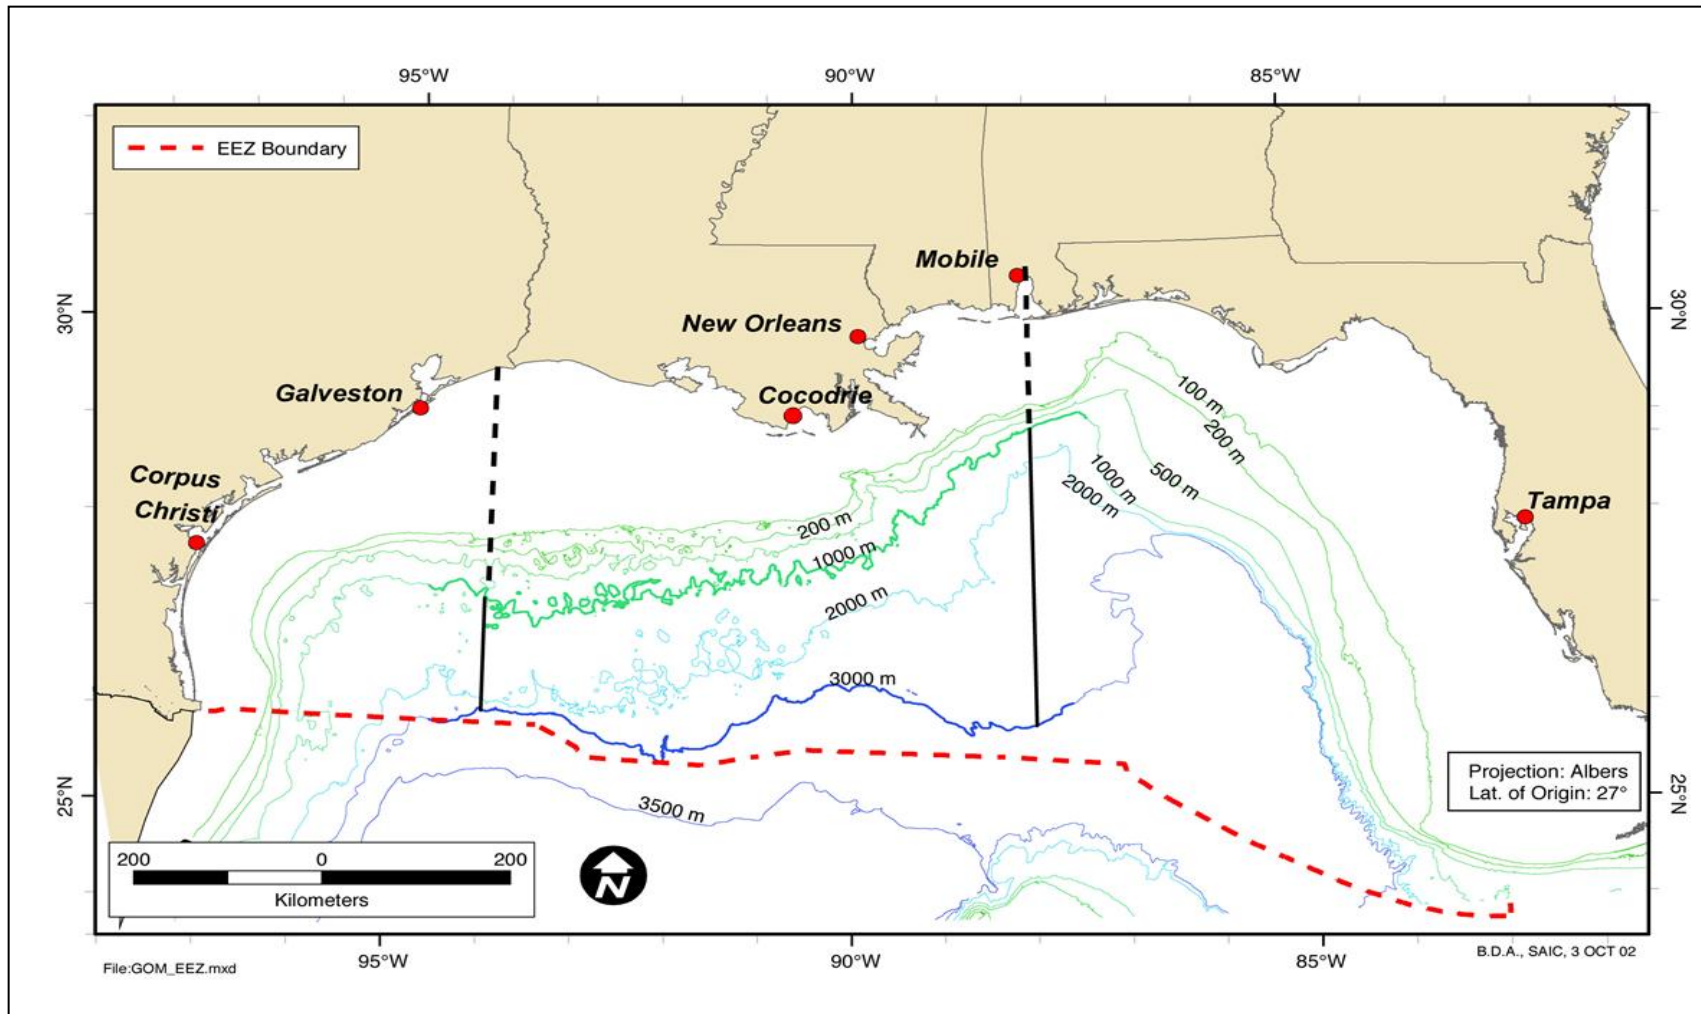 95°W
90°W
85°W
EEZ Boundary
Mobile
30°N
30°N
New Orleans
Galveston
Cocodrie
100 m
200 m
Corpus
Christi
500 m
1000 m
2000 m
Tampa
200 m
1000 m
2000 m
3000 m
Projection: Albers
Lat. of Origin: 27°
25°N
25°N
3500 m
200 0 200
Kilometers
N
95°W
90°W
85°W
File:GOM_EEZ.mxd
B.D.A., SAIC, 3 OCT 02